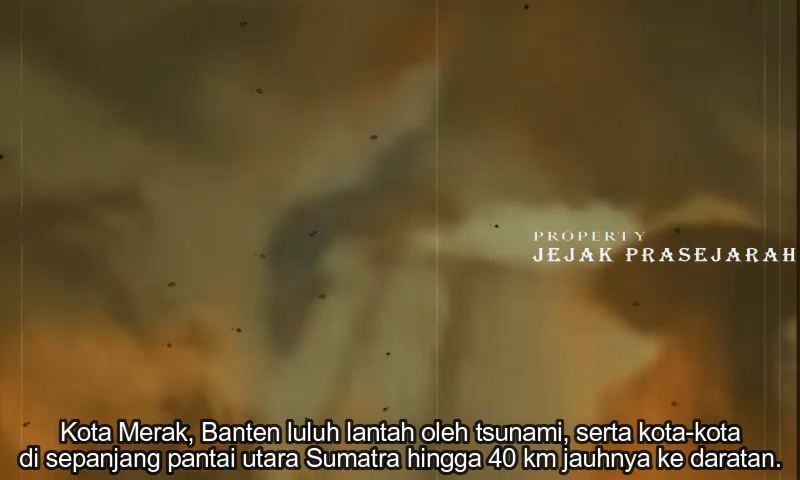 PROPERTY
JEJAK PRASEJARAH
Kota Merak, Banten luluh lantah oleh tsunami, serta kota-kota
di sepanjang pantai utara Sumatra hingga 40 km jauhnya ke daratan.